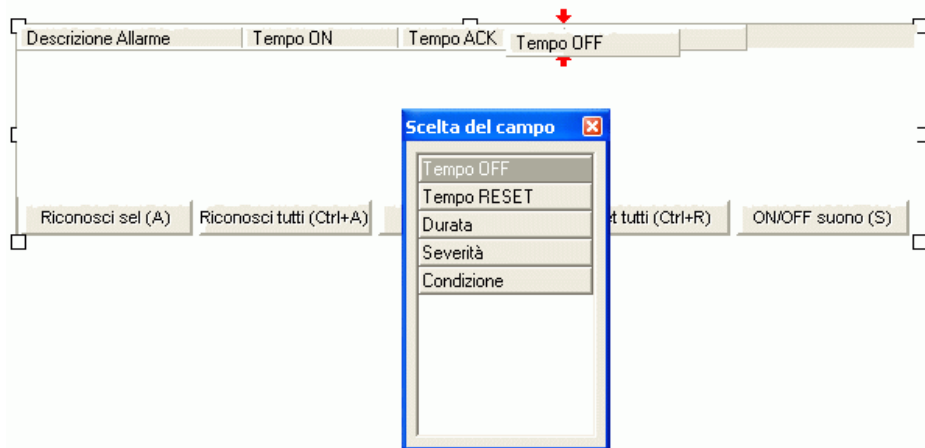 Descrizione Allarme Tempo ON Tempo ACK Tempo OFF
Scelta del campo
Tempo OFF
Tempo RESET
Durata
Severità
Condizione
Riconosci sel (A) Riconosci tutti (Ctrl+A) tutti (Ctrl+R) ON/OFF suono (S)